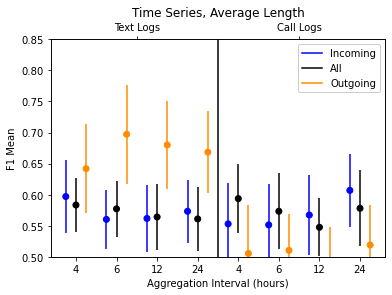 Time Series, Average Length
Text Logs Call Logs
Incoming
All
Outgoing
F1 Mean
0.85
0.80
0.75
0.70
0.65
0.60
0.55
0.50
4 6 12 24 4 6 12 24
Aggregation Interval (hours)